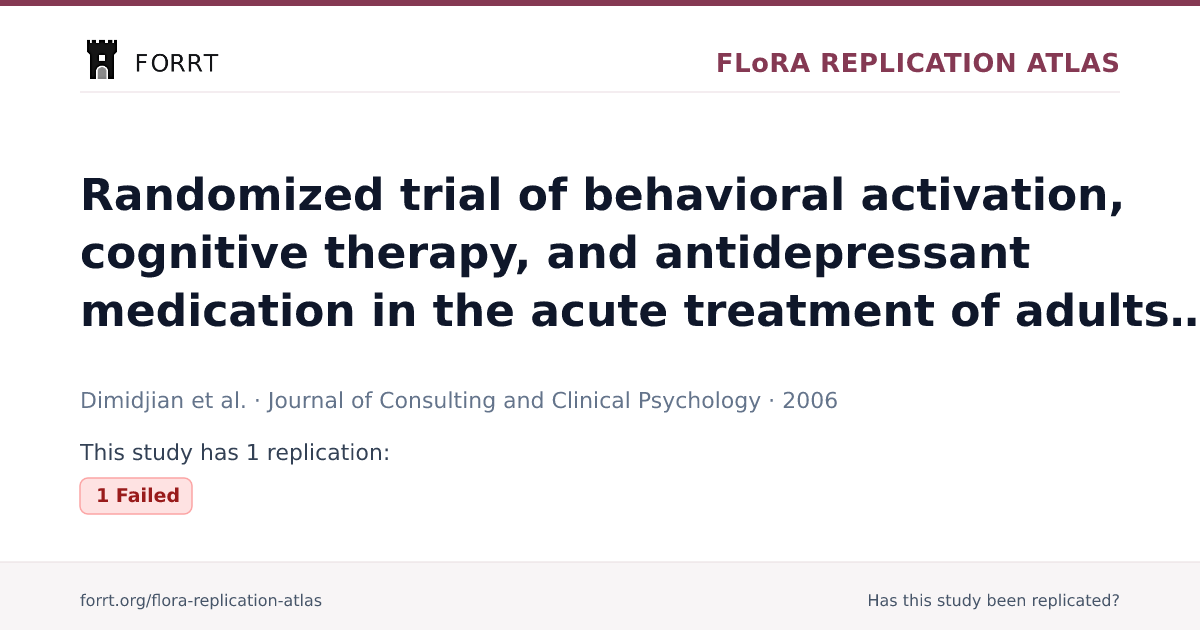 FORRT
FLoRA REPLICATION ATLAS
Randomized trial of behavioral activation,
cognitive therapy, and antidepressant
medication in the acute treatment of adults…
Dimidjian et al. · Journal of Consulting and Clinical Psychology · 2006
This study has 1 replication:
1 Failed
forrt.org/flora-replication-atlas
Has this study been replicated?